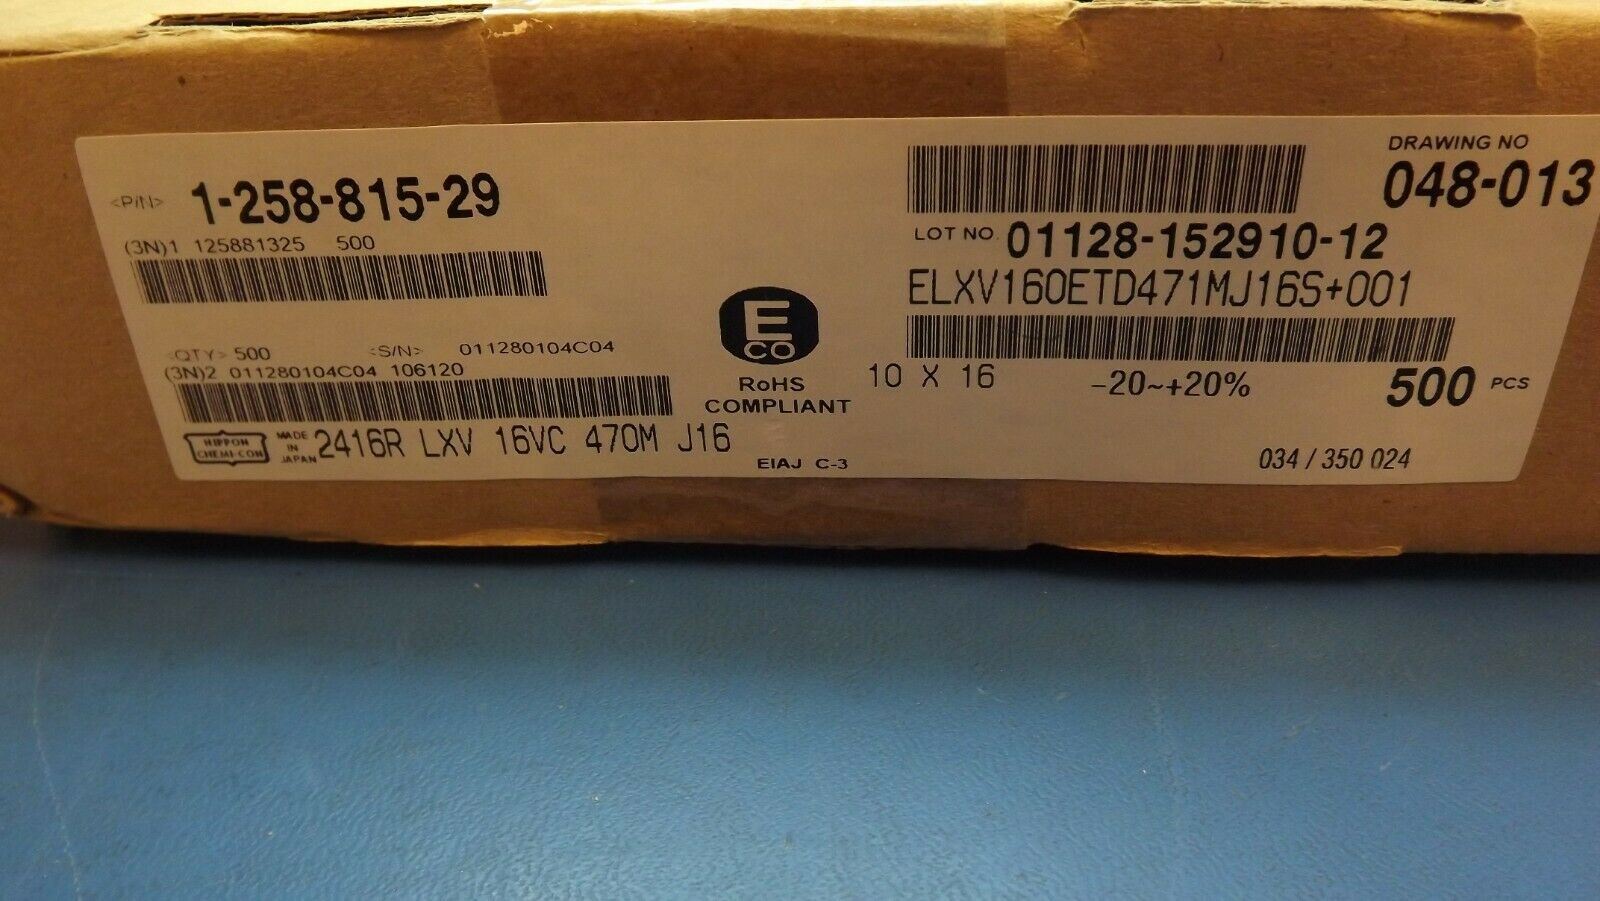 <P/N> 1-258-815-29
(3N)1 125881325 500
<QTY> 500 <S/N> 011280104C04
(3N)2 011280104C04 106120
NIPPON
CHEMI-CON
MADE
IN
JAPAN
2416R LXV 16VC 470M J16
E
CO
RoHS
COMPLIANT
EIAJ C-3
DRAWING NO
048-013
LOT NO. 01128-152910-12
ELXV160ETD471MJ16S+001
10 X 16 -20~+20% 500 PCS
034 / 350 024